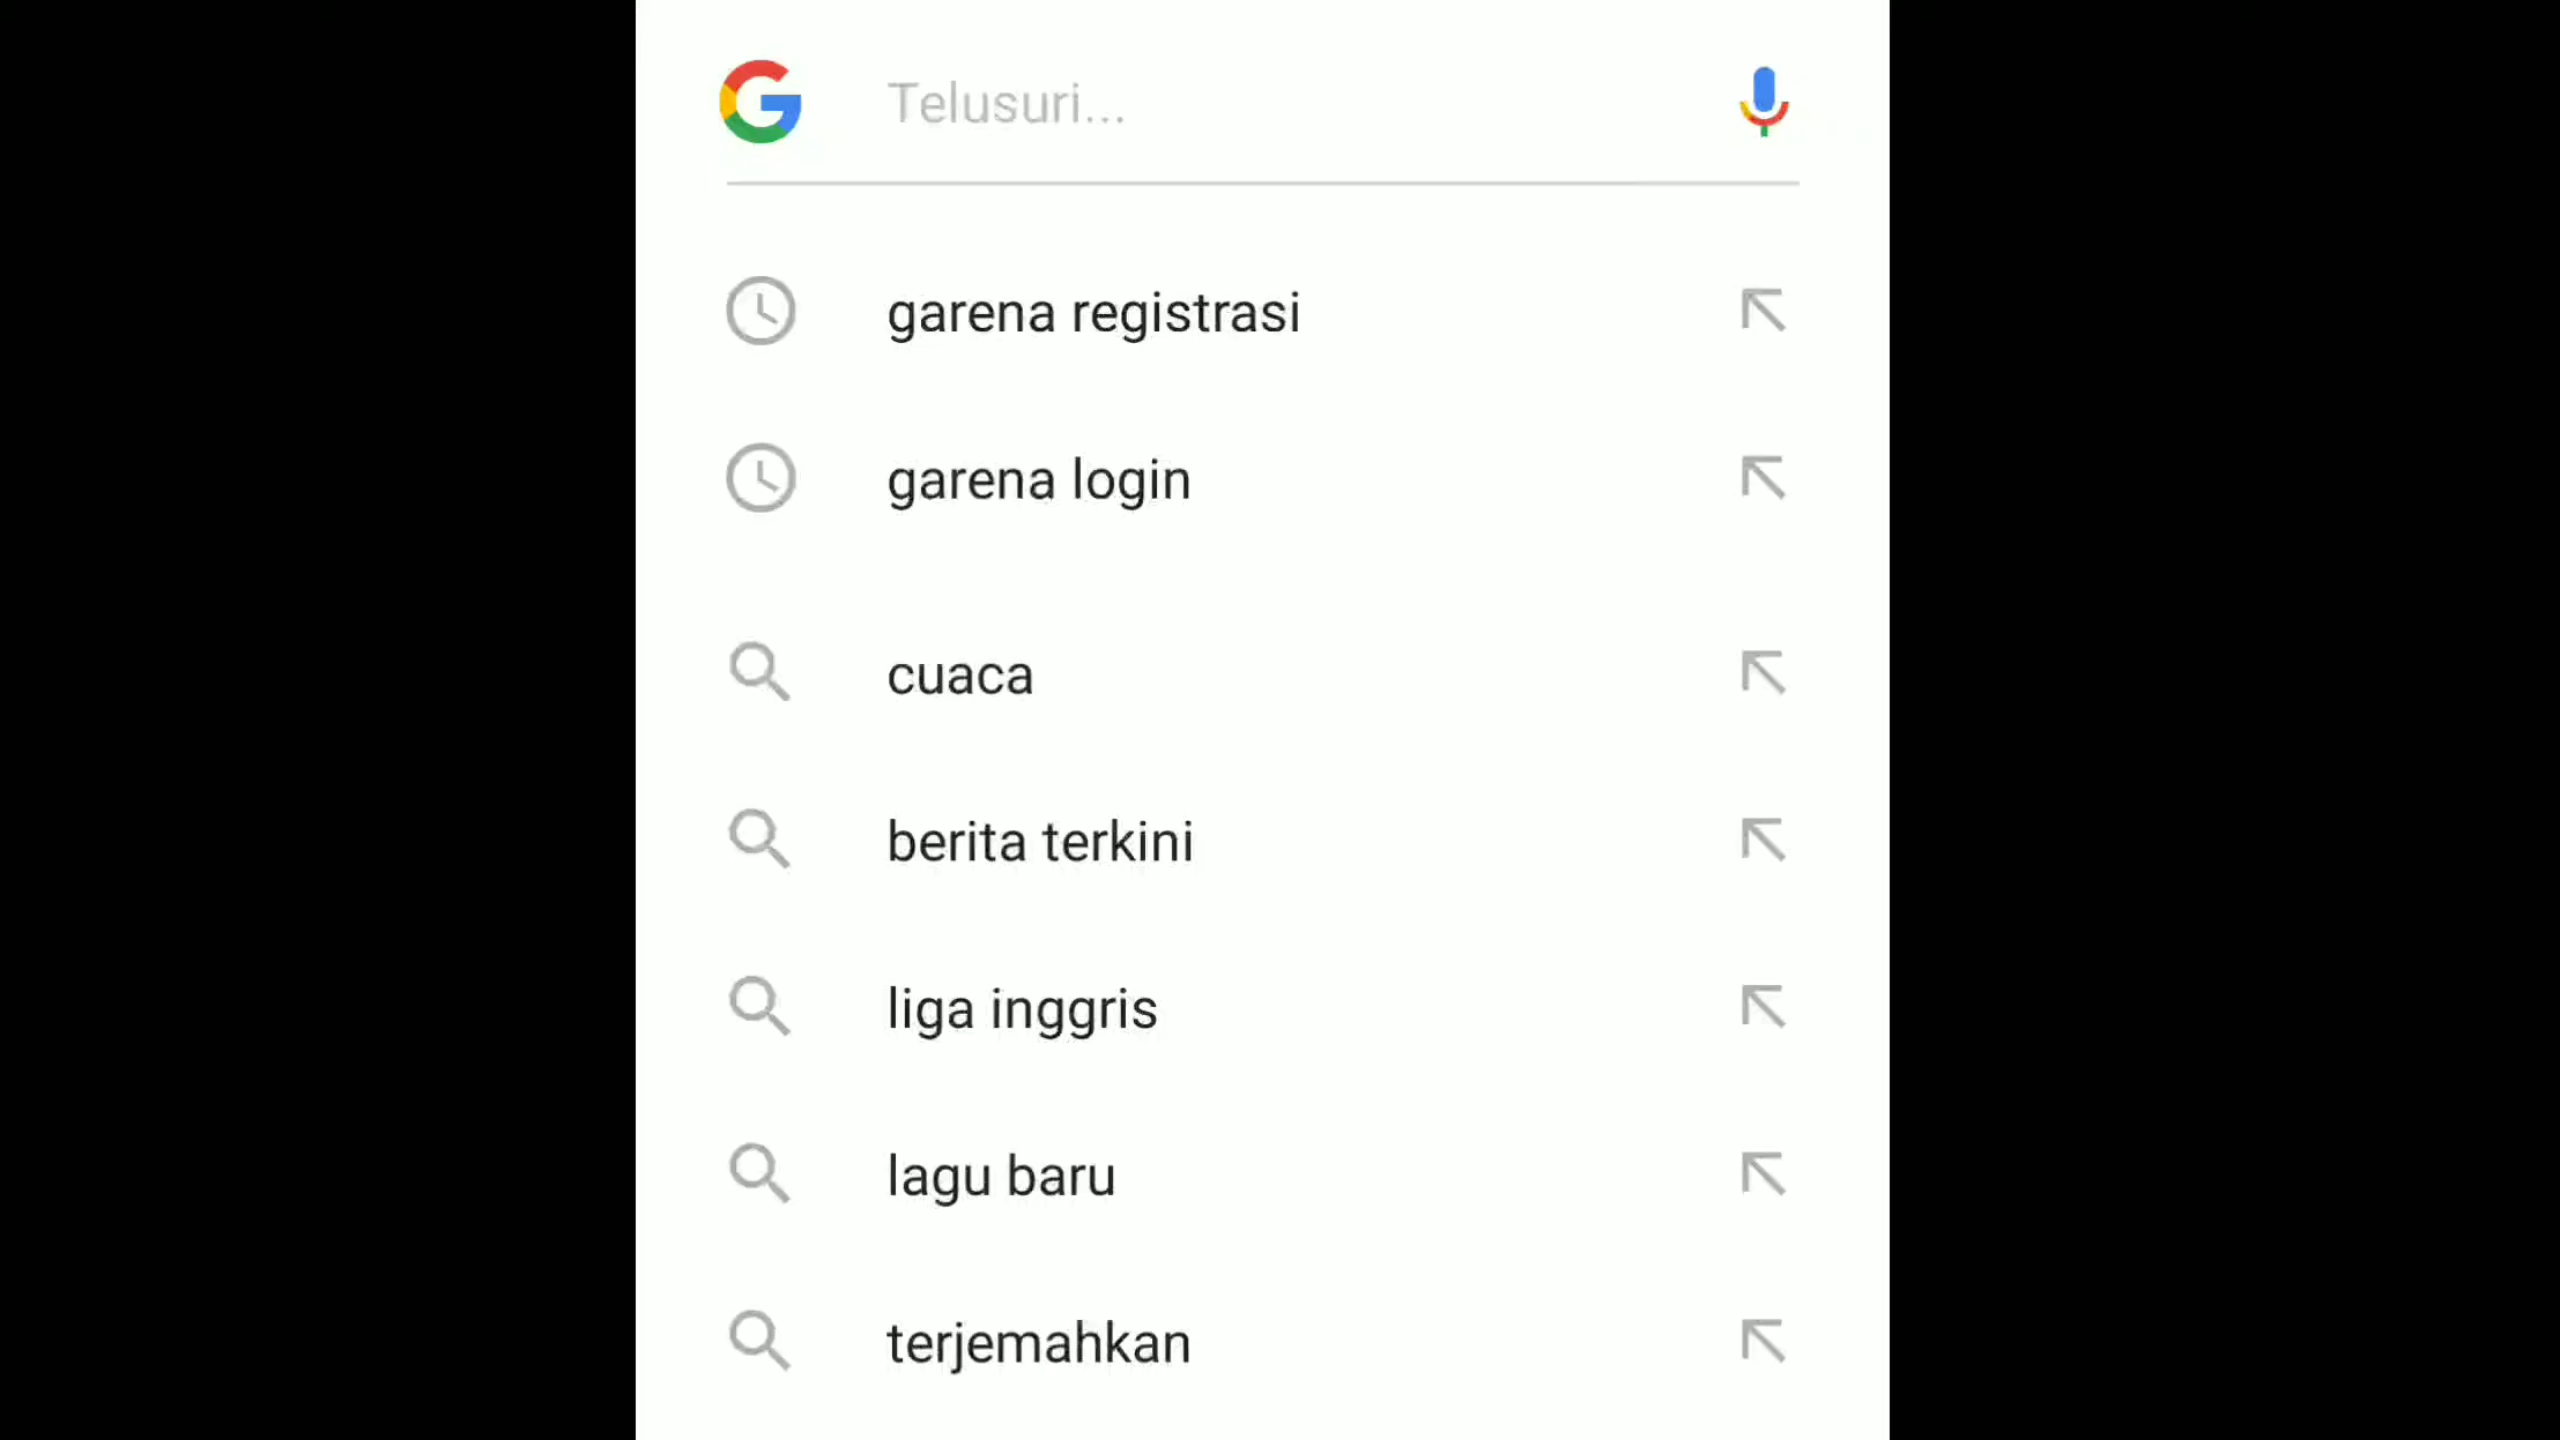 Telusuri...
garena registrasi
garena login
cuaca
berita terkini
liga inggris
lagu baru
terjemahkan